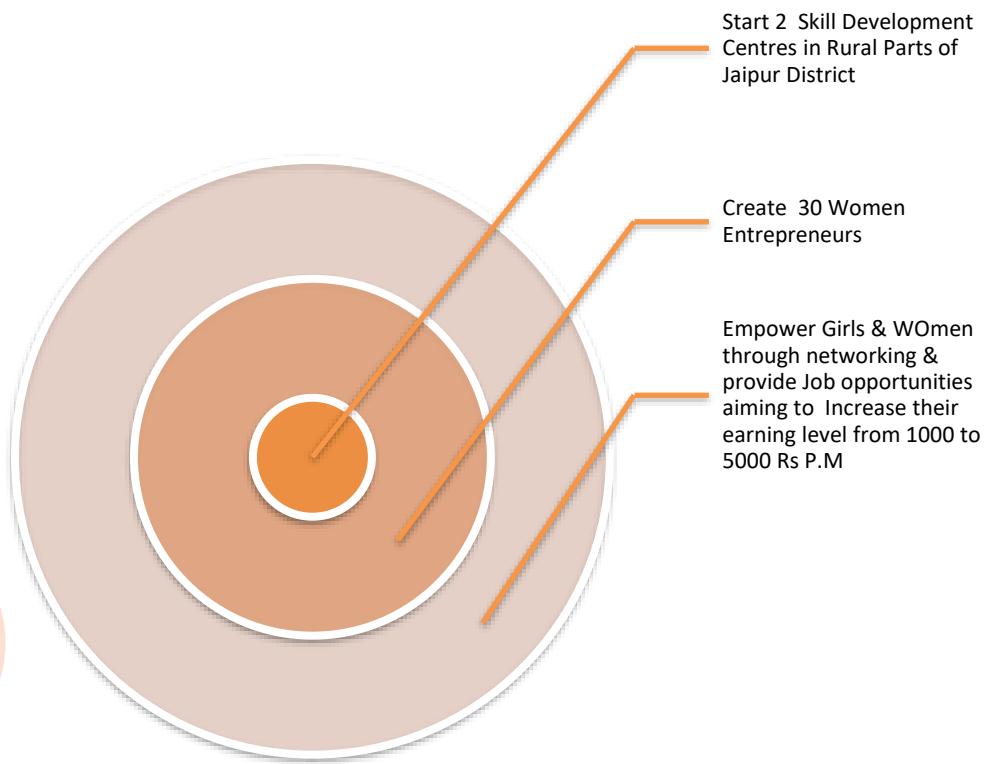 Start 2  Skill Development
Centres in Rural Parts of
Jaipur District
Create  30 Women
Entrepreneurs
Empower Girls & WOmen
through networking &
provide Job opportunities
aiming to  Increase their
earning level from 1000 to
5000 Rs P.M